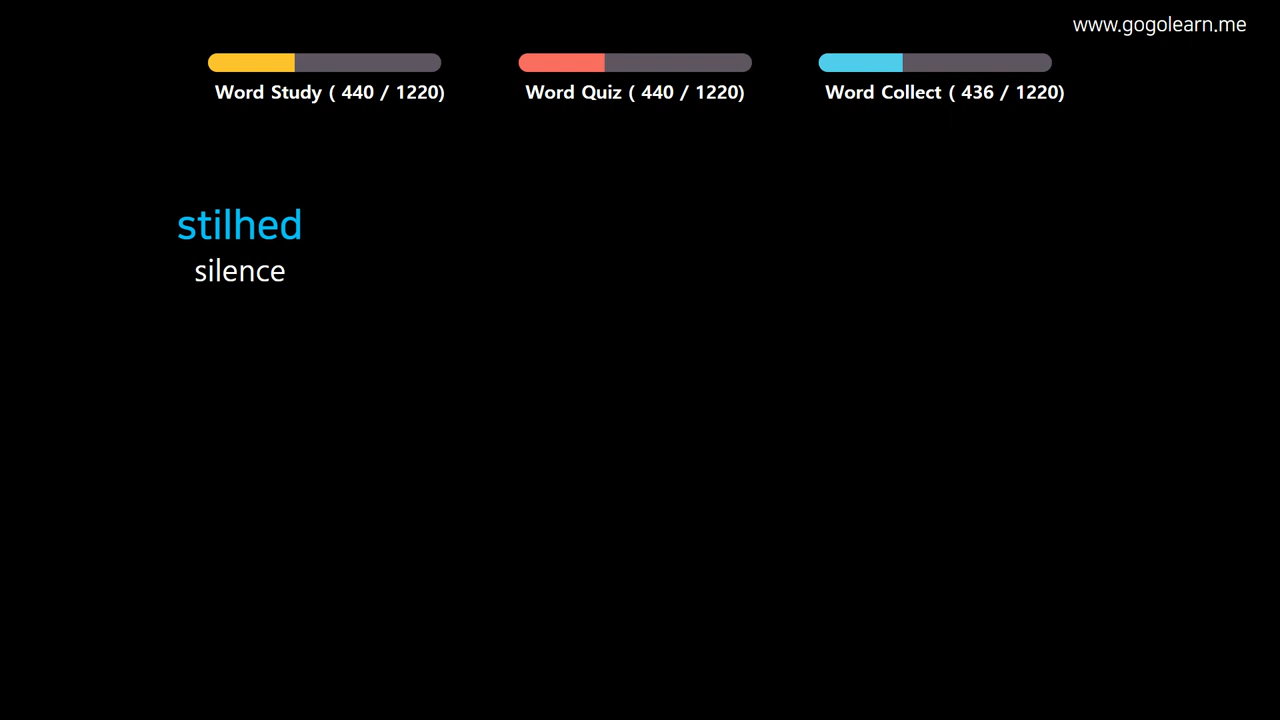 www.gogolearn.me
Word Study ( 440 / 1220)
Word Quiz ( 440 / 1220)
Word Collect ( 436 / 1220)
stilhed
silence